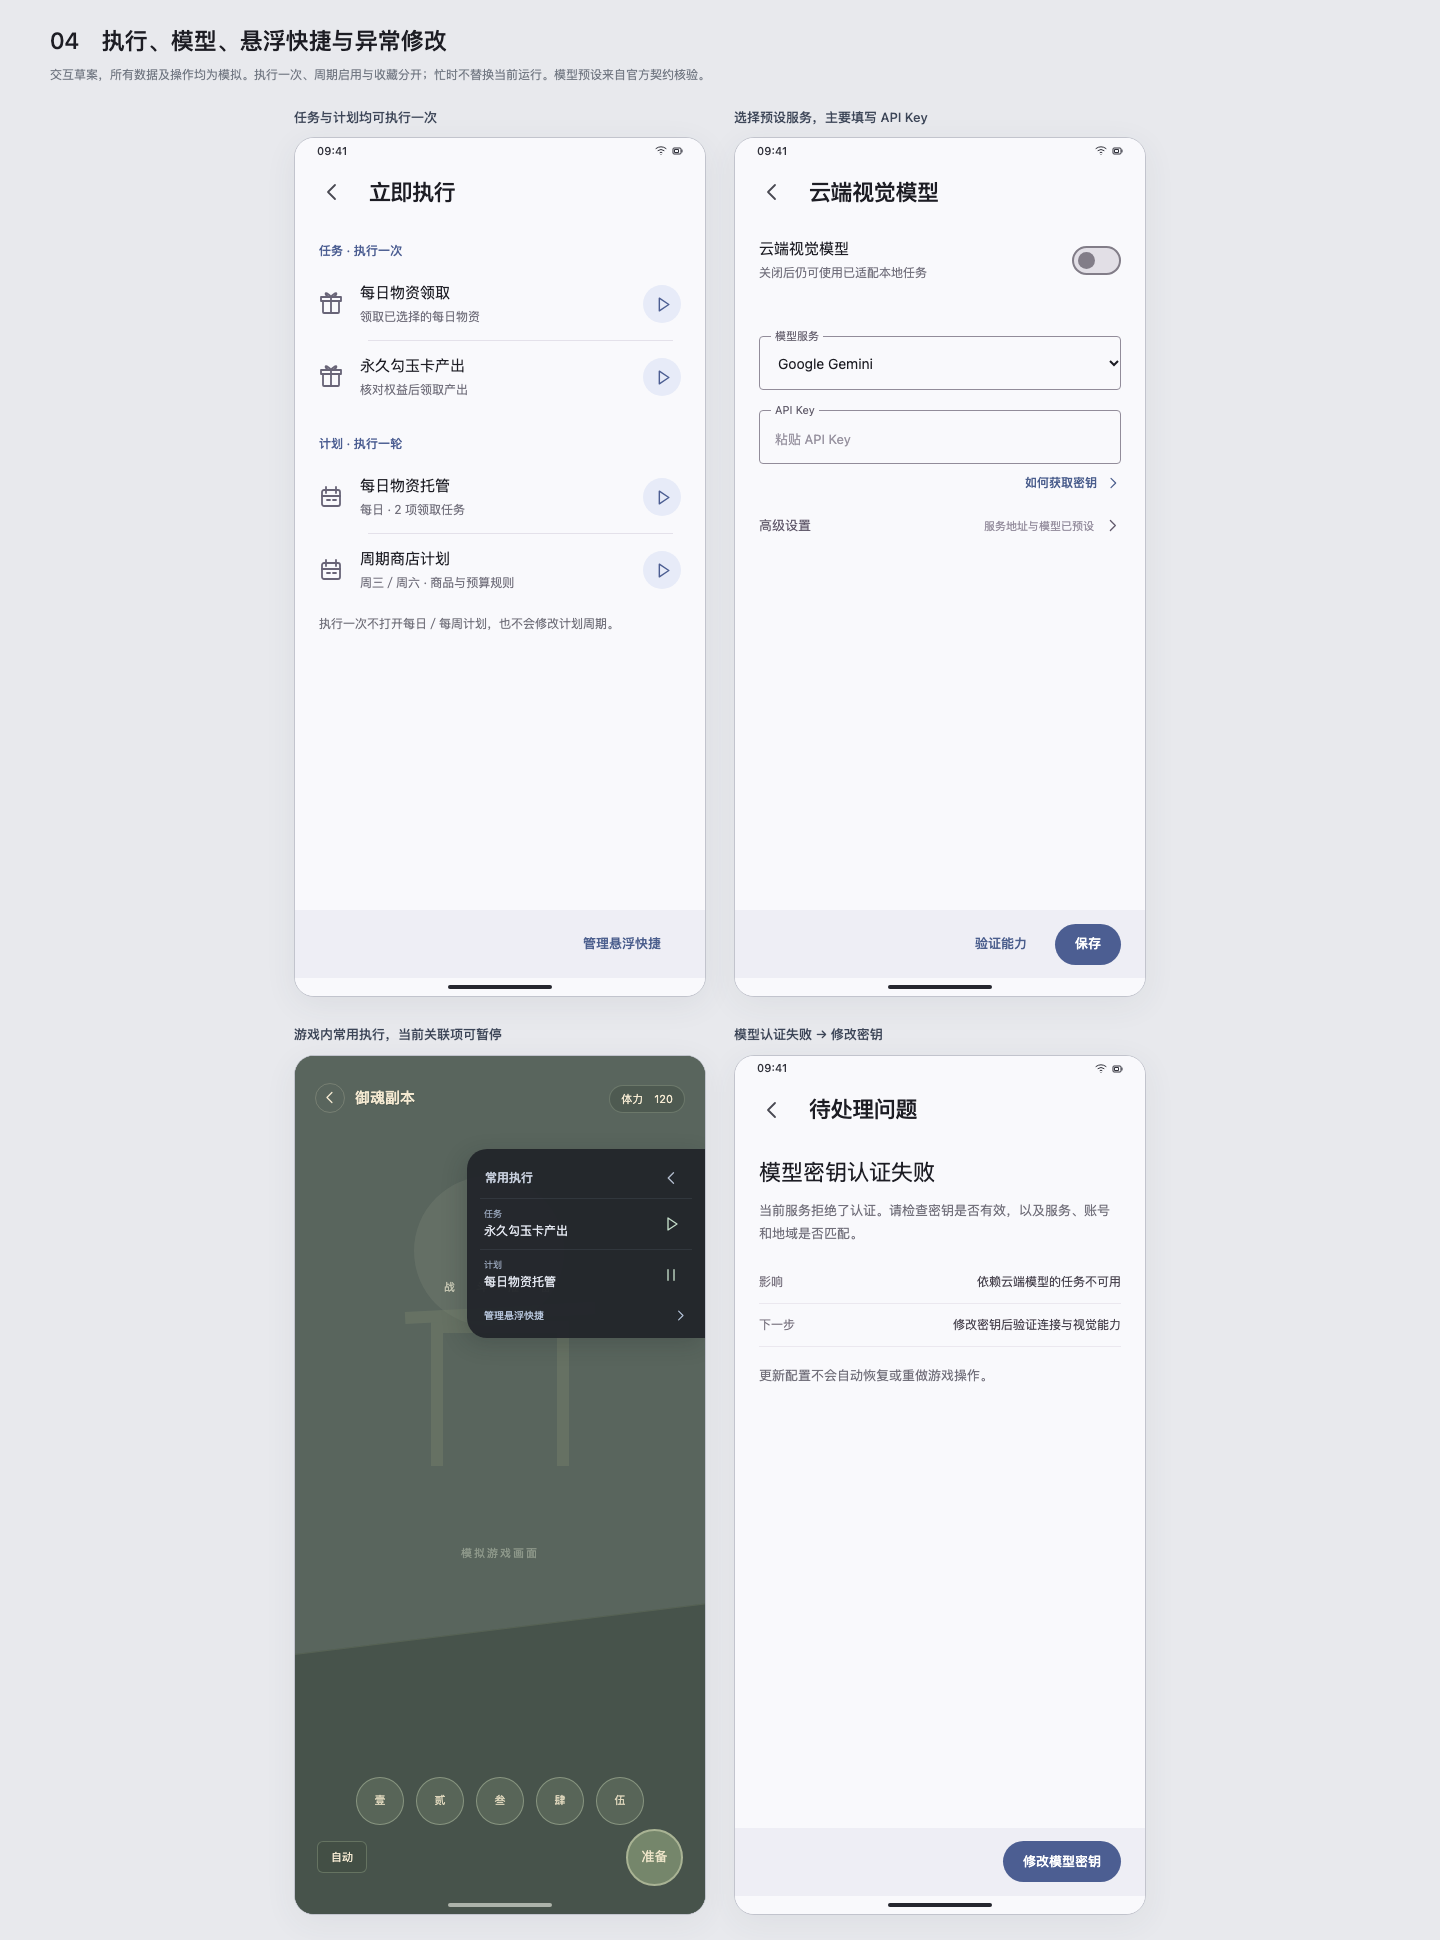 04 执行、模型、悬浮快捷与异常修改
交互草案，所有数据及操作均为模拟。执行一次、周期启用与收藏分开；忙时不替换当前运行。模型预设来自官方契约核验。
任务与计划均可执行一次
09:41
立即执行
任务 · 执行一次
每日物资领取
领取已选择的每日物资
永久勾玉卡产出
核对权益后领取产出
计划 · 执行一轮
每日物资托管
每日 · 2 项领取任务
周期商店计划
周三 / 周六 · 商品与预算规则
执行一次不打开每日 / 每周计划，也不会修改计划周期。
管理悬浮快捷
选择预设服务，主要填写 API Key
09:41
云端视觉模型
云端视觉模型
关闭后仍可使用已适配本地任务
模型服务
Google Gemini
API Key
粘贴 API Key
如何获取密钥
高级设置 服务地址与模型已预设
验证能力 保存
游戏内常用执行，当前关联项可暂停
御魂副本 体力 120
常用执行
任务
永久勾玉卡产出
计划
战 每日物资托管
管理悬浮快捷
模拟游戏画面
壹 贰 叁 肆 伍
自动 准备
模型认证失败 → 修改密钥
09:41
待处理问题
模型密钥认证失败
当前服务拒绝了认证。请检查密钥是否有效，以及服务、账号
和地域是否匹配。
影响 依赖云端模型的任务不可用
下一步 修改密钥后验证连接与视觉能力
更新配置不会自动恢复或重做游戏操作。
修改模型密钥